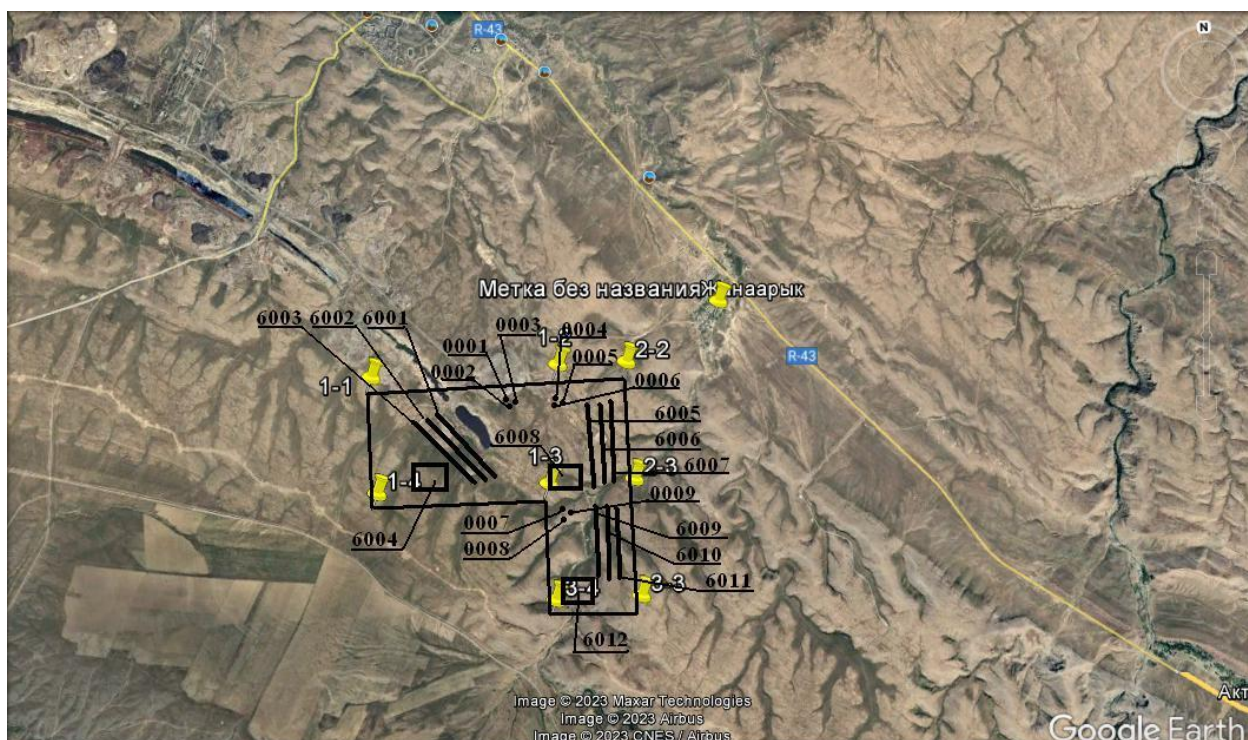 R-43
N
Метка без названия
Жанаарык
6003
6002
6001
0003
1-2
0004
0001
0005
2-2
R-43
0002
0006
1-1
6005
6008
6006
1-3
2-3
6007
1-4
0009
0007
6009
6004
0008
6010
6011
3-4
3-3
6012
Акт
Image © 2023 Maxar Technologies
Image © 2023 Airbus
Image © 2023 CNES / Airbus
Google Earth